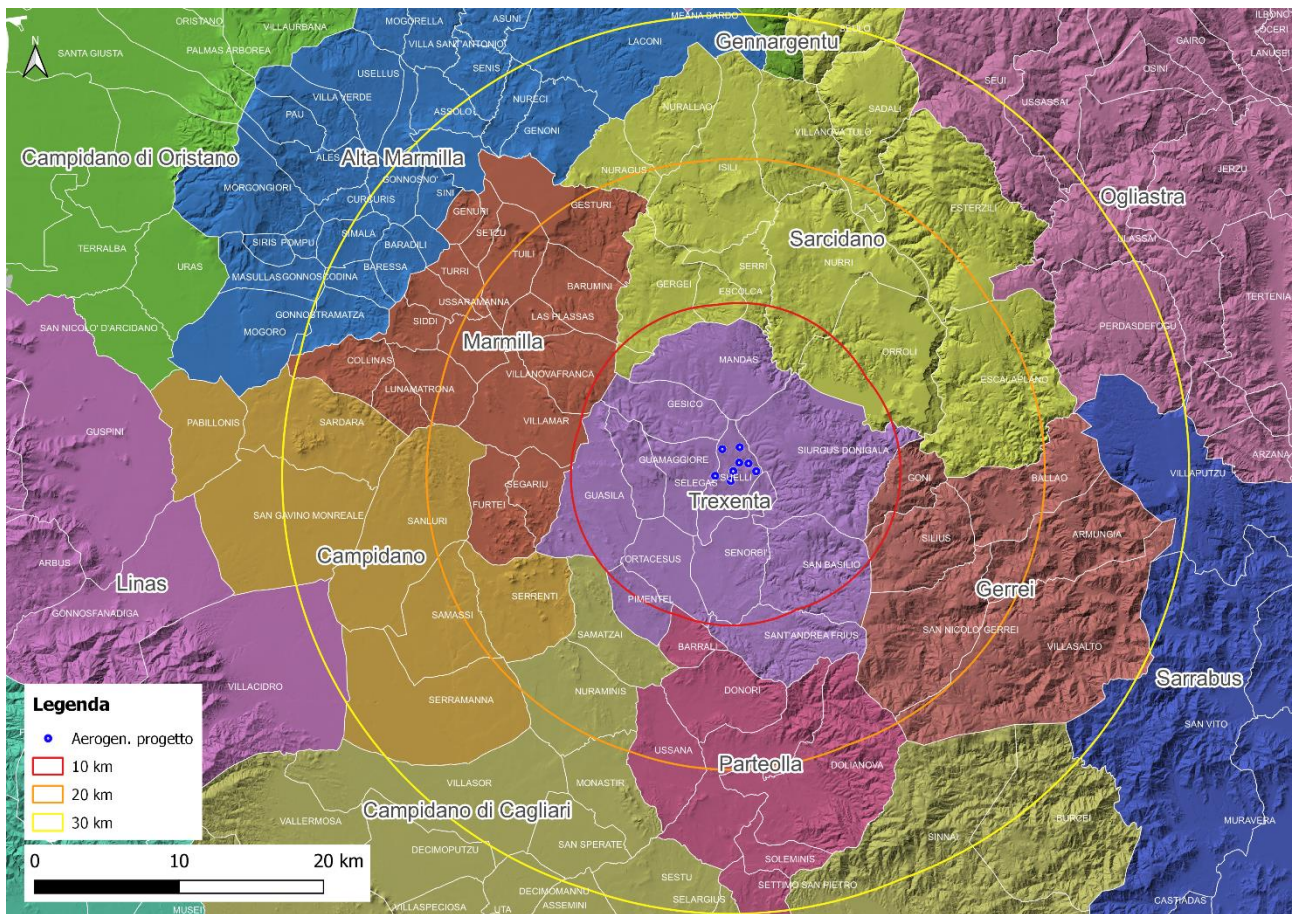 ORISTANO
VILLAURBANA
MOGORELLA
ASUNI
MEANA SARDO
ILBONO
LOCERI
SANTA GIUSTA
PALMAS ARBOREA
VILLA SANT'ANTONIO
LACONI
Gennargentu
GAIRO
LANUSEI
N
USELLUS
SENIS
SEUI
OSINI
VILLA VERDE
NURECI
NURALLAO
SADALI
USSASSAI
PAU
ASSOLO
GENONI
VILLANOVA TULO
Campidano di Oristano
ALES
Alta Marmilla
NURAGUS
ISILI
JERZU
MORGONGIORI
GONNOSNO'
SINI
CURCURIS
GENURI
GESTURI
ESTERZILI
Ogliastra
SIRIS
POMPU
SIMALA
BARADILI
SETZU
Sarcidano
ULASSAI
TERRALBA
URAS
TUILI
NURRI
MASULLAS
GONNOSCODINA
BARESSA
TURRI
SERRI
GERGEI
ESCOLCA
BARUMINI
TERTENIA
SAN NICOLO' D'ARCIDANO
GONNOSTRAMATZA
USSARAMANNA
SIDDI
LAS PLASSAS
MOGORO
Marmilla
PERDASDEFOGU
COLLINAS
MANDAS
ORROLI
LUNAMATRONA
VILLANOVAFRANCA
ESCALAPLANO
GESICO
PABILLONIS
SARDARA
VILLAMAR
GUSPINI
GUAMAGGIORE
SIURGUS DONIGALA
ARZANA
SEGARIU
GUASILA
SELEGAS
SUELLI
GONI
BALLAO
VILLAPUTZU
SAN GAVINO MONREALE
SANLURI
FURTEI
Trexenta
SILIUS
ARMUNGIA
ARBUS
Linas
Campidano
ORTACESUS
SENORBI'
SAN BASILIO
GONNOSFANADIGA
SAMASSI
SERRENTI
PIMENTEL
Gerrei
SAMATZAI
BARRALI
SANT'ANDREA FRIUS
SAN NICOLO' GERREI
VILLASALTO
VILLACIDRO
SERRAMANNA
NURAMINIS
DONORI
Sarrabus
SAN VITO
Legenda
Aerogen. progetto
10 km
20 km
30 km
USSANA
Parteolla
DOLIANOVA
VILLASOR
MONASTIR
Campidano di Cagliari
VALLERMOSA
BURCEI
MURAVERA
DECIMOPUTZU
SAN SPERATE
SINNAI
0
10
20 km
SOLEMINIS
SESTU
SETTIMO SAN PIETRO
DECIMOMANNU
SELARGIUS
CASTIADAS
MUSEI
VILLASPECIOSA
UTA
ASSEMINI